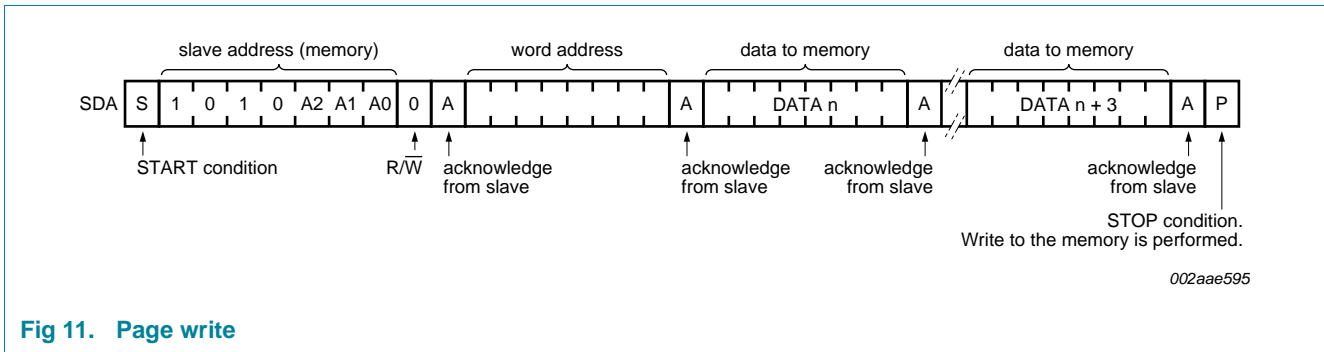 slave address (memory) word address data to memory data to memory
SDA S 1 0 1 0 A2 A1 A0 0 A A DATA n A DATA n + 3 A P
START condition R/W̅ acknowledge from slave acknowledge from slave acknowledge from slave acknowledge from slave
STOP condition.
Write to the memory is performed.
002aae595
Fig 11. Page write